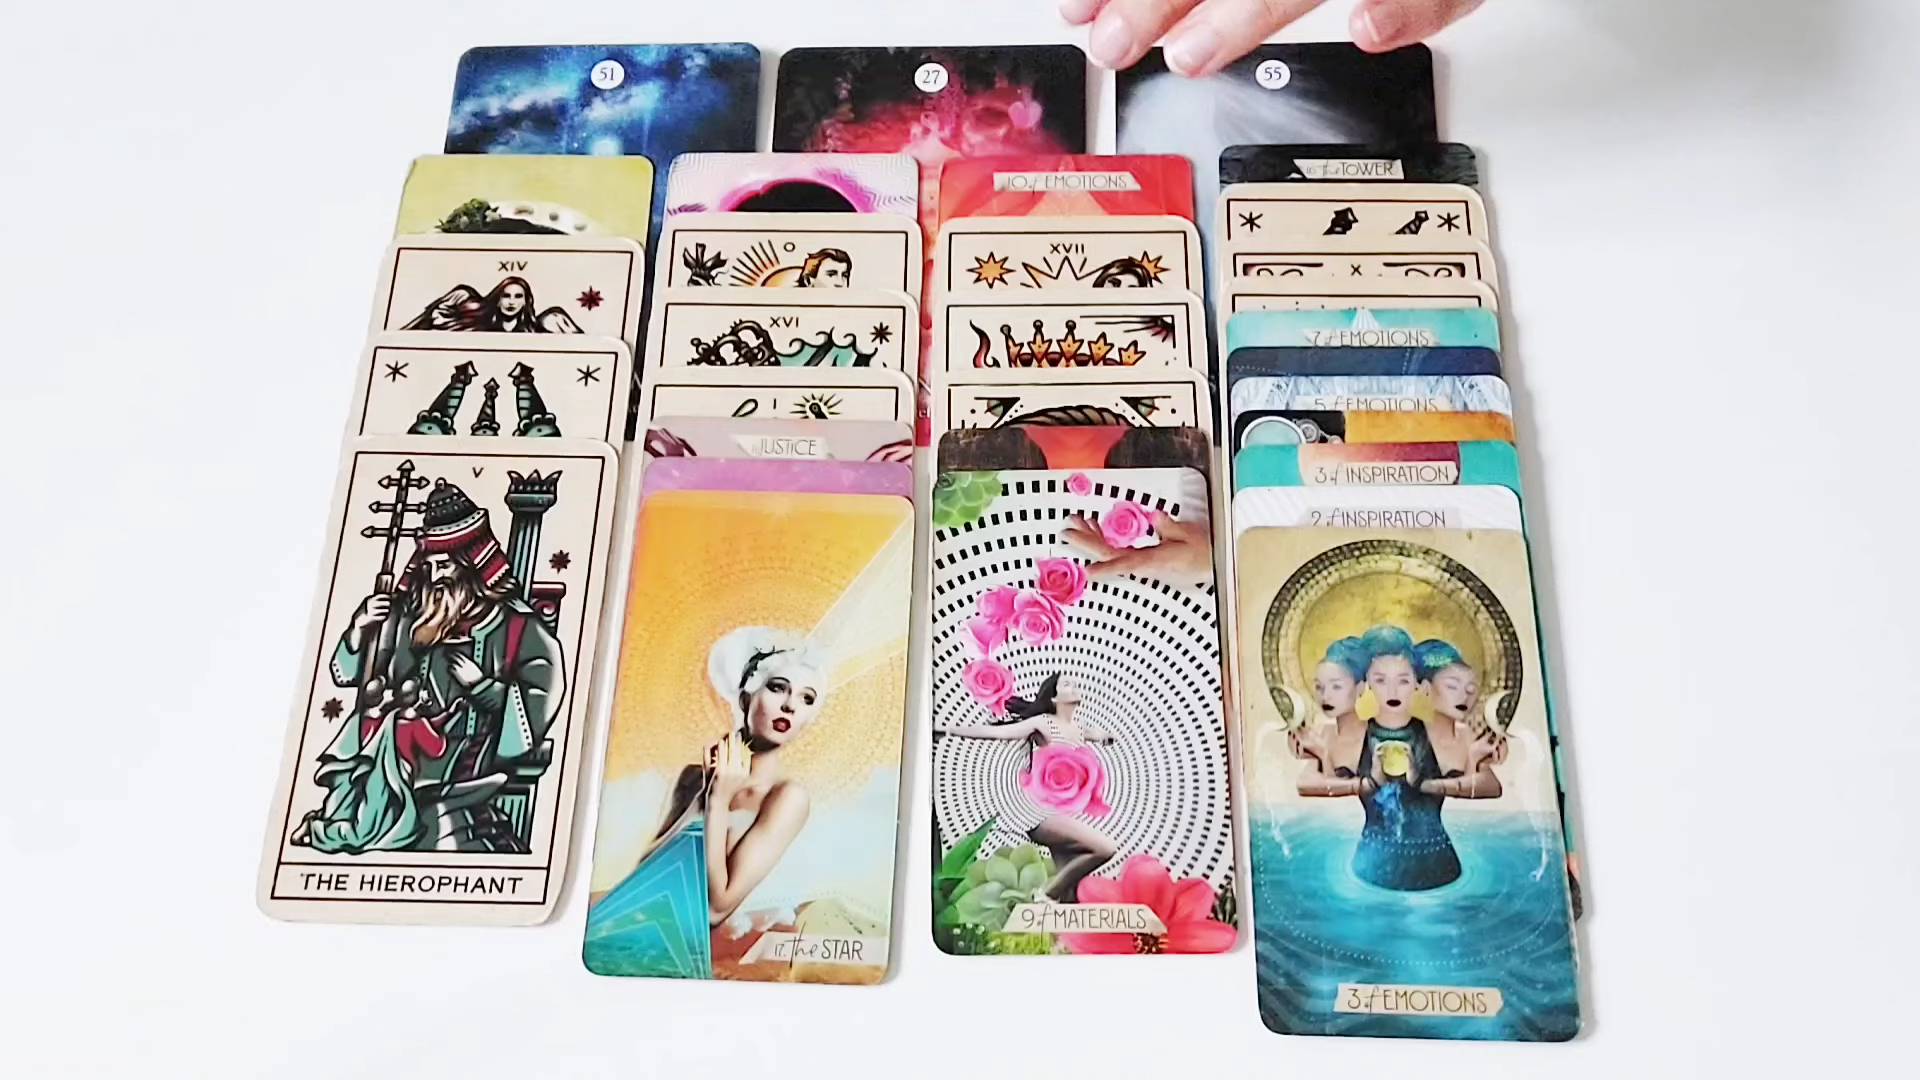 51
27
55
10 of EMOTIONS
16 the TOWER
XIV
O
XVII
XVI
X
I
7 of EMOTIONS
5 of EMOTIONS
V
JUSTICE
3 of INSPIRATION
2 of INSPIRATION
THE HIEROPHANT
17. the STAR
9 of MATERIALS
3 of EMOTIONS